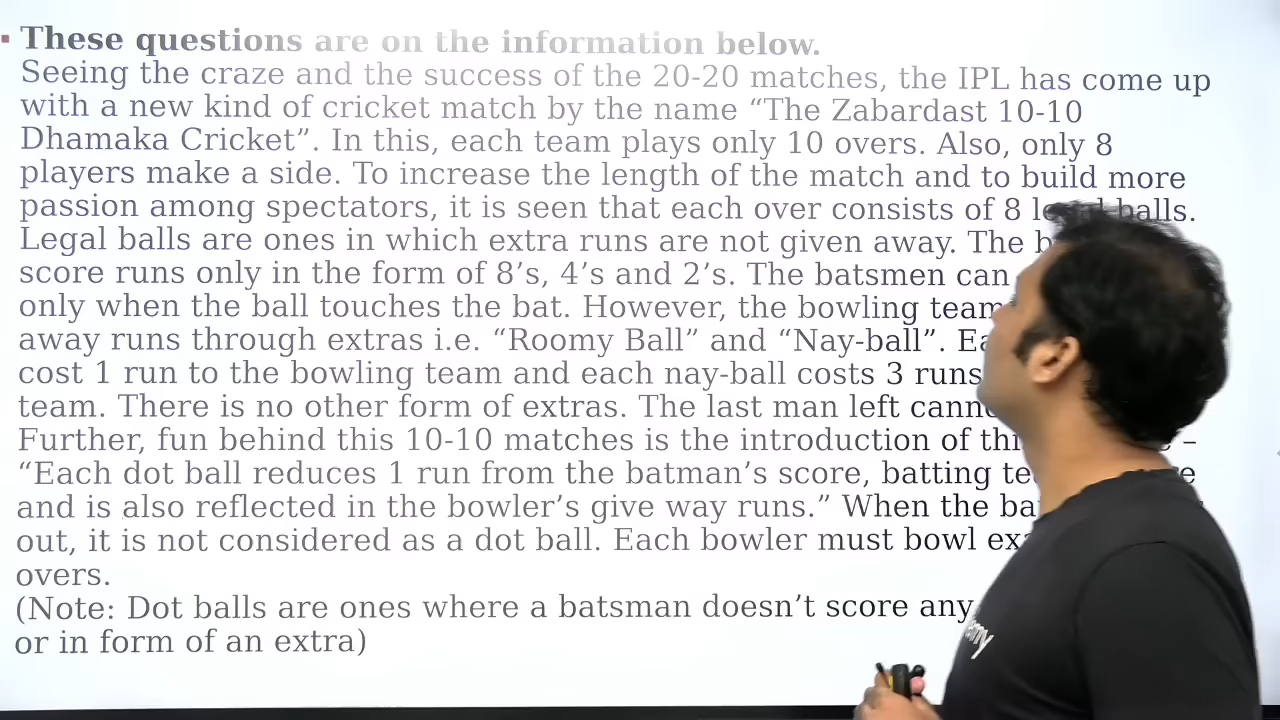 These questions are on the information below.
Seeing the craze and the success of the 20-20 matches, the IPL has come up
with a new kind of cricket match by the name “The Zabardast 10-10
Dhamaka Cricket”. In this, each team plays only 10 overs. Also, only 8
players make a side. To increase the length of the match and to build more
passion among spectators, it is seen that each over consists of 8 legal balls.
Legal balls are ones in which extra runs are not given away. The
score runs only in the form of 8’s, 4’s and 2’s. The batsmen can
only when the ball touches the bat. However, the bowling team
away runs through extras i.e. “Roomy Ball” and “Nay-ball”.
cost 1 run to the bowling team and each nay-ball costs 3 runs
team. There is no other form of extras. The last man left
Further, fun behind this 10-10 matches is the introduction of –
“Each dot ball reduces 1 run from the batman’s score, batting
and is also reflected in the bowler’s give way runs.” When the
out, it is not considered as a dot ball. Each bowler must bowl
overs.
(Note: Dot balls are ones where a batsman doesn’t score any
or in form of an extra)